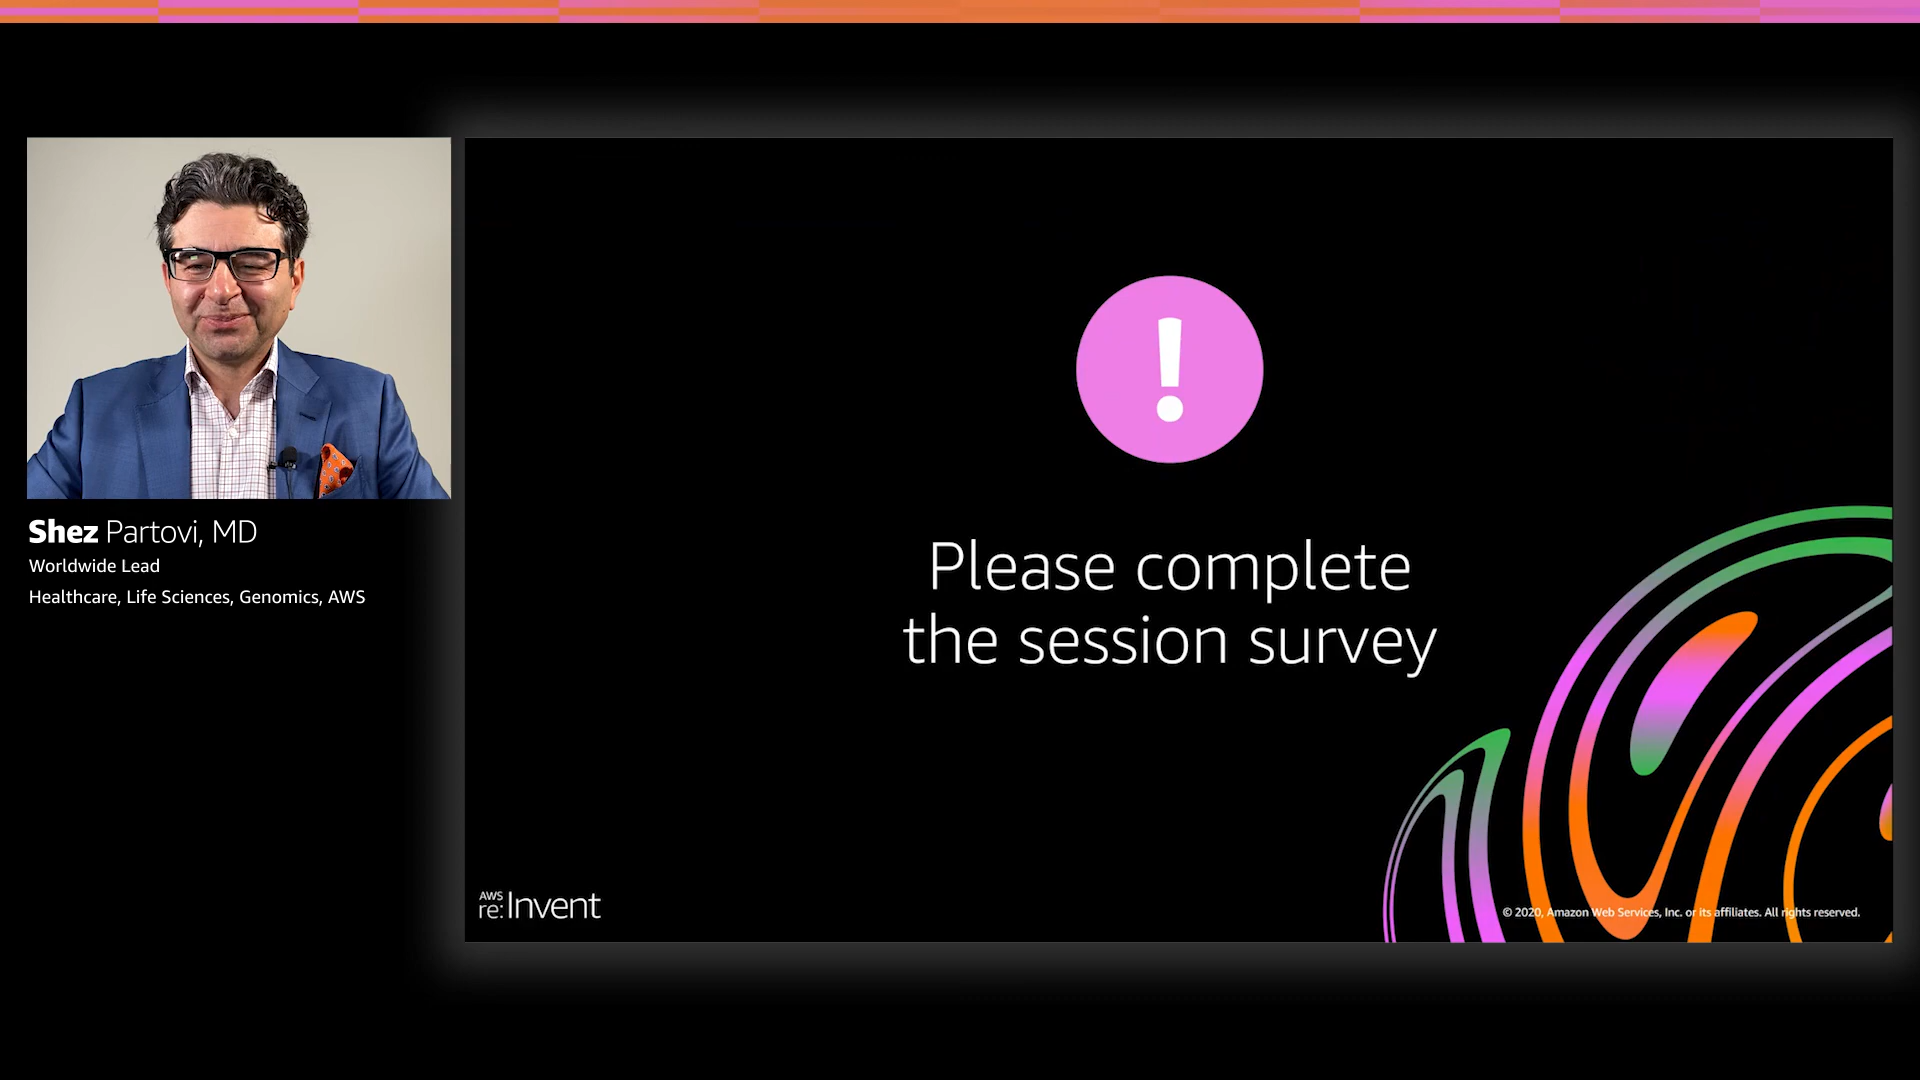 Shez Partovi, MD
Worldwide Lead
Healthcare, Life Sciences, Genomics, AWS
!
Please complete
the session survey
AWS
re:Invent
© 2020, Amazon Web Services, Inc. or its affiliates. All rights reserved.